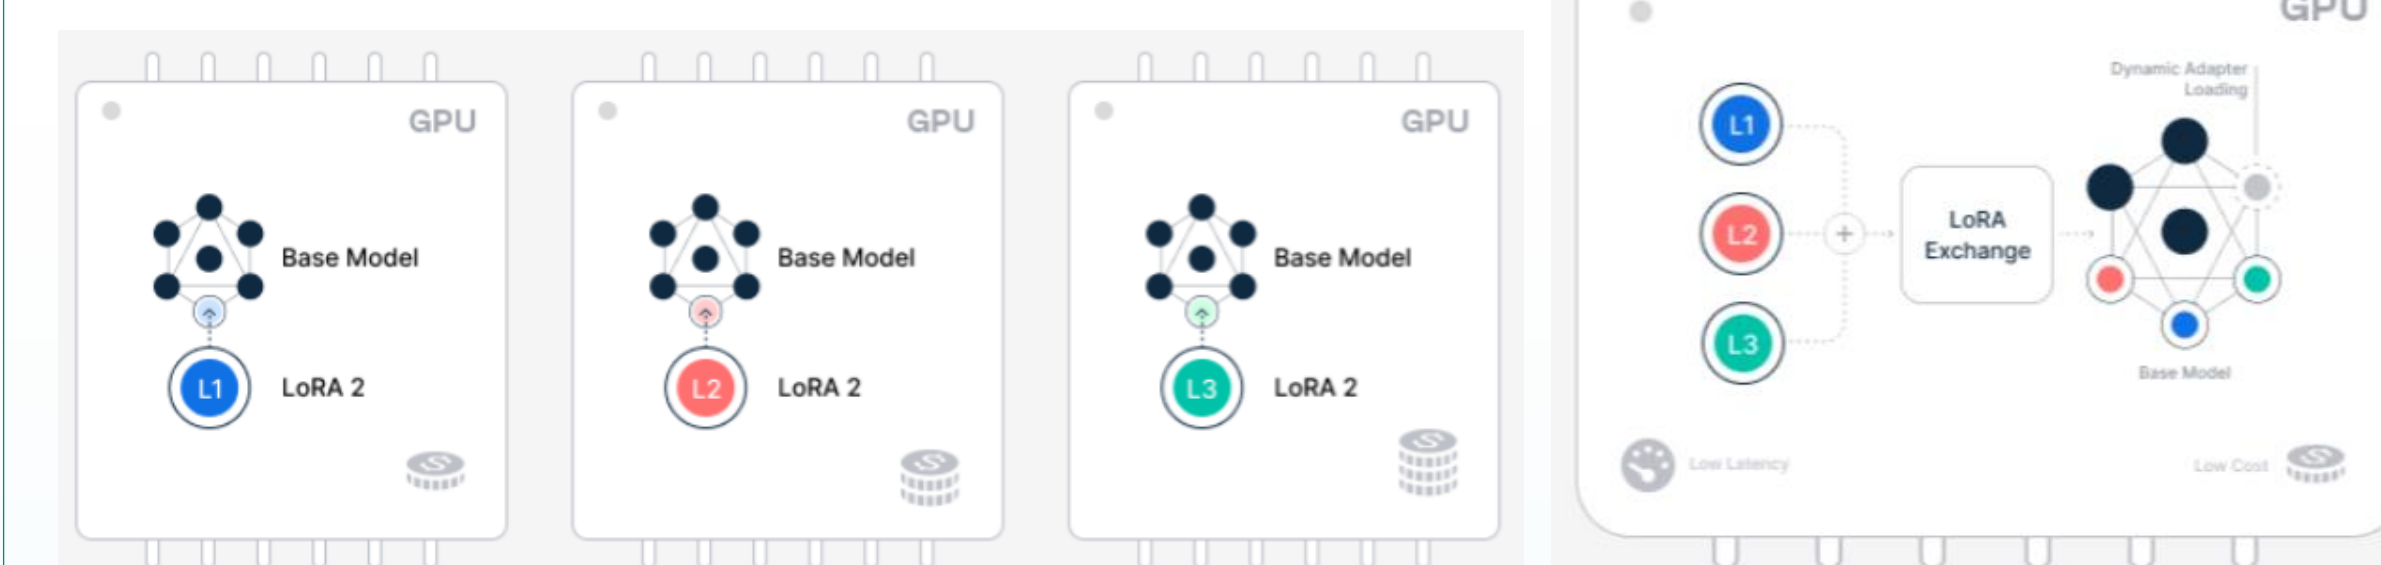 GPU
Base Model
L1
LoRA 2
GPU
Base Model
L2
LoRA 2
GPU
Base Model
L3
LoRA 2
GPU
Dynamic Adapter
Loading
L1
L2
L3
+
LoRA
Exchange
Base Model
Low Latency
Low Cost